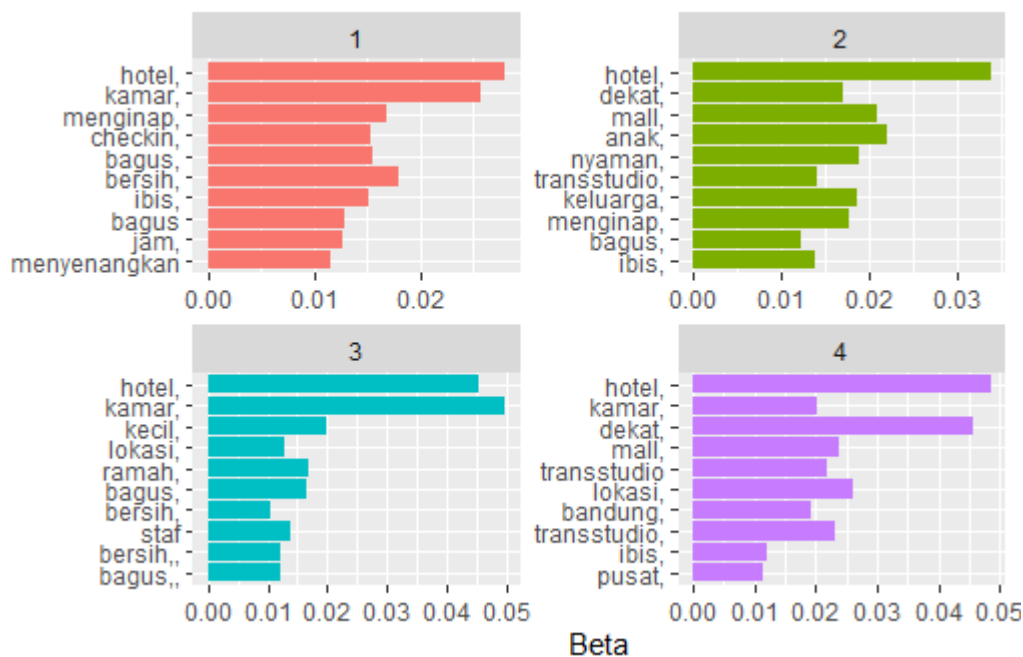 1
hotel,
kamar,
menginap,
checkin,
bagus,
bersih,
ibis,
bagus
jam,
menyenangkan
0.00 0.01 0.02
2
hotel,
dekat,
mall,
anak,
nyaman,
transstudio,
keluarga,
menginap,
bagus,
ibis,
0.00 0.01 0.02 0.03
3
hotel,
kamar,
kecil,
lokasi,
ramah,
bagus,
bersih,
staf
bersih,,
bagus,,
0.00 0.01 0.02 0.03 0.04 0.05
4
hotel,
kamar,
dekat,
mall,
transstudio
lokasi,
bandung,
transstudio,
ibis,
pusat,
0.00 0.01 0.02 0.03 0.04 0.05
Beta